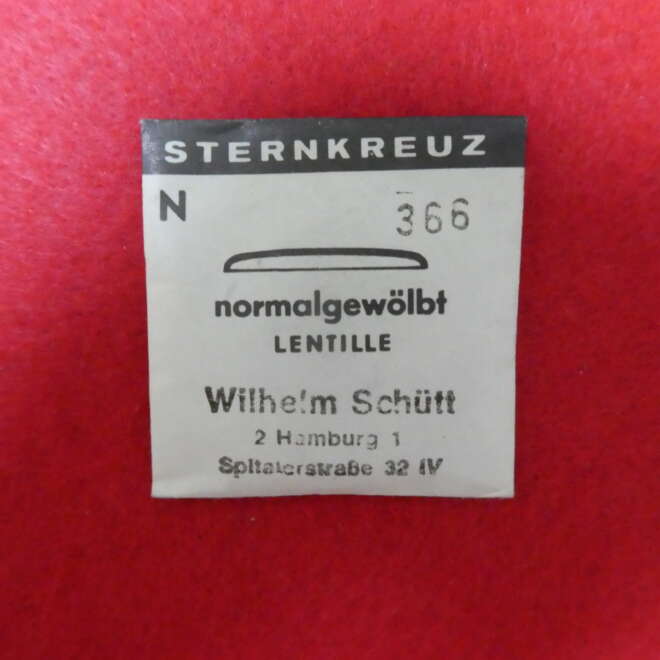 STERNKREUZ
N 366
normalgewölbt
LENTILLE
Wilhelm Schütt
2 Hamburg 1
Spitalerstraße 32 IV